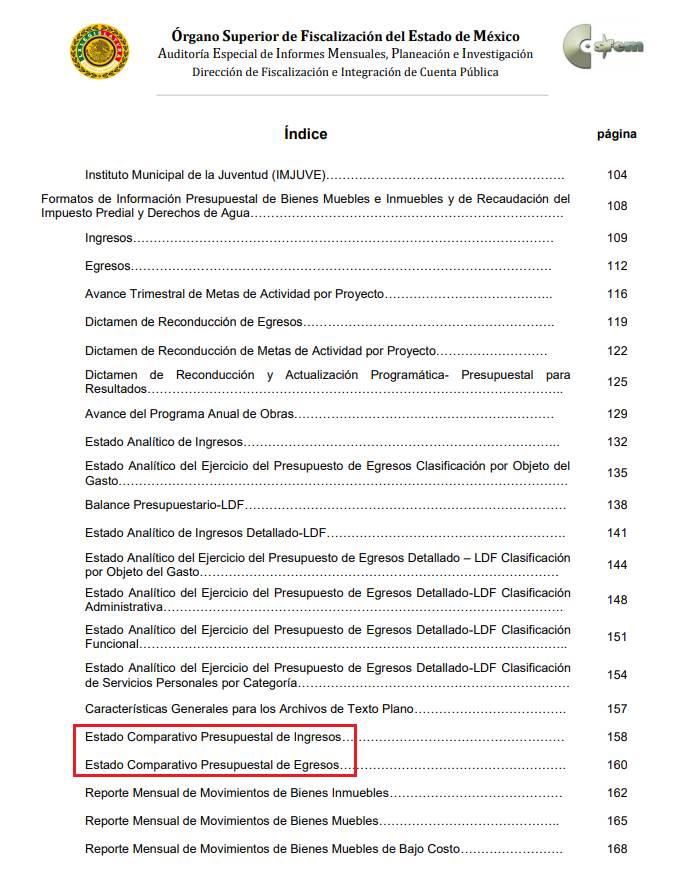 Órgano Superior de Fiscalización del Estado de México
Auditoría Especial de Informes Mensuales, Planeación e Investigación
Dirección de Fiscalización e Integración de Cuenta Pública
osfem
Índice página
Instituto Municipal de la Juventud (IMJUVE)……………………………………………………. 104
Formatos de Información Presupuestal de Bienes Muebles e Inmuebles y de Recaudación del
Impuesto Predial y Derechos de Agua……………………………………………………………………. 108
Ingresos……………………………………………………………………………………………… 109
Egresos……………………………………………………………………………………………… 112
Avance Trimestral de Metas de Actividad por Proyecto……………………………………. 116
Dictamen de Reconducción de Egresos………………………………………………………. 119
Dictamen de Reconducción de Metas de Actividad por Proyecto……………………… 122
Dictamen de Reconducción y Actualización Programática- Presupuestal para
Resultados………………………………………………………………………………………….. 125
Avance del Programa Anual de Obras………………………………………………………… 129
Estado Analítico de Ingresos…………………………………………………………………….. 132
Estado Analítico del Ejercicio del Presupuesto de Egresos Clasificación por Objeto del
Gasto…………………………………………………………………………………………………. 135
Balance Presupuestario-LDF……………………………………………………………………… 138
Estado Analítico de Ingresos Detallado-LDF……………………………………………………. 141
Estado Analítico del Ejercicio del Presupuesto de Egresos Detallado – LDF Clasificación
por Objeto del Gasto……………………………………………………………………………… 144
Estado Analítico del Ejercicio del Presupuesto de Egresos Detallado-LDF Clasificación
Administrativa……………………………………………………………………………………….. 148
Estado Analítico del Ejercicio del Presupuesto de Egresos Detallado-LDF Clasificación
Funcional…………………………………………………………………………………………….. 151
Estado Analítico del Ejercicio del Presupuesto de Egresos Detallado-LDF Clasificación
de Servicios Personales por Categoría…………………………………………………………… 154
Características Generales para los Archivos de Texto Plano……………………………….. 157
Estado Comparativo Presupuestal de Ingresos………………………………………………… 158
Estado Comparativo Presupuestal de Egresos…………………………………………………. 160
Reporte Mensual de Movimientos de Bienes Inmuebles……………………………………… 162
Reporte Mensual de Movimientos de Bienes Muebles……………………………………….. 165
Reporte Mensual de Movimientos de Bienes Muebles de Bajo Costo……………………. 168